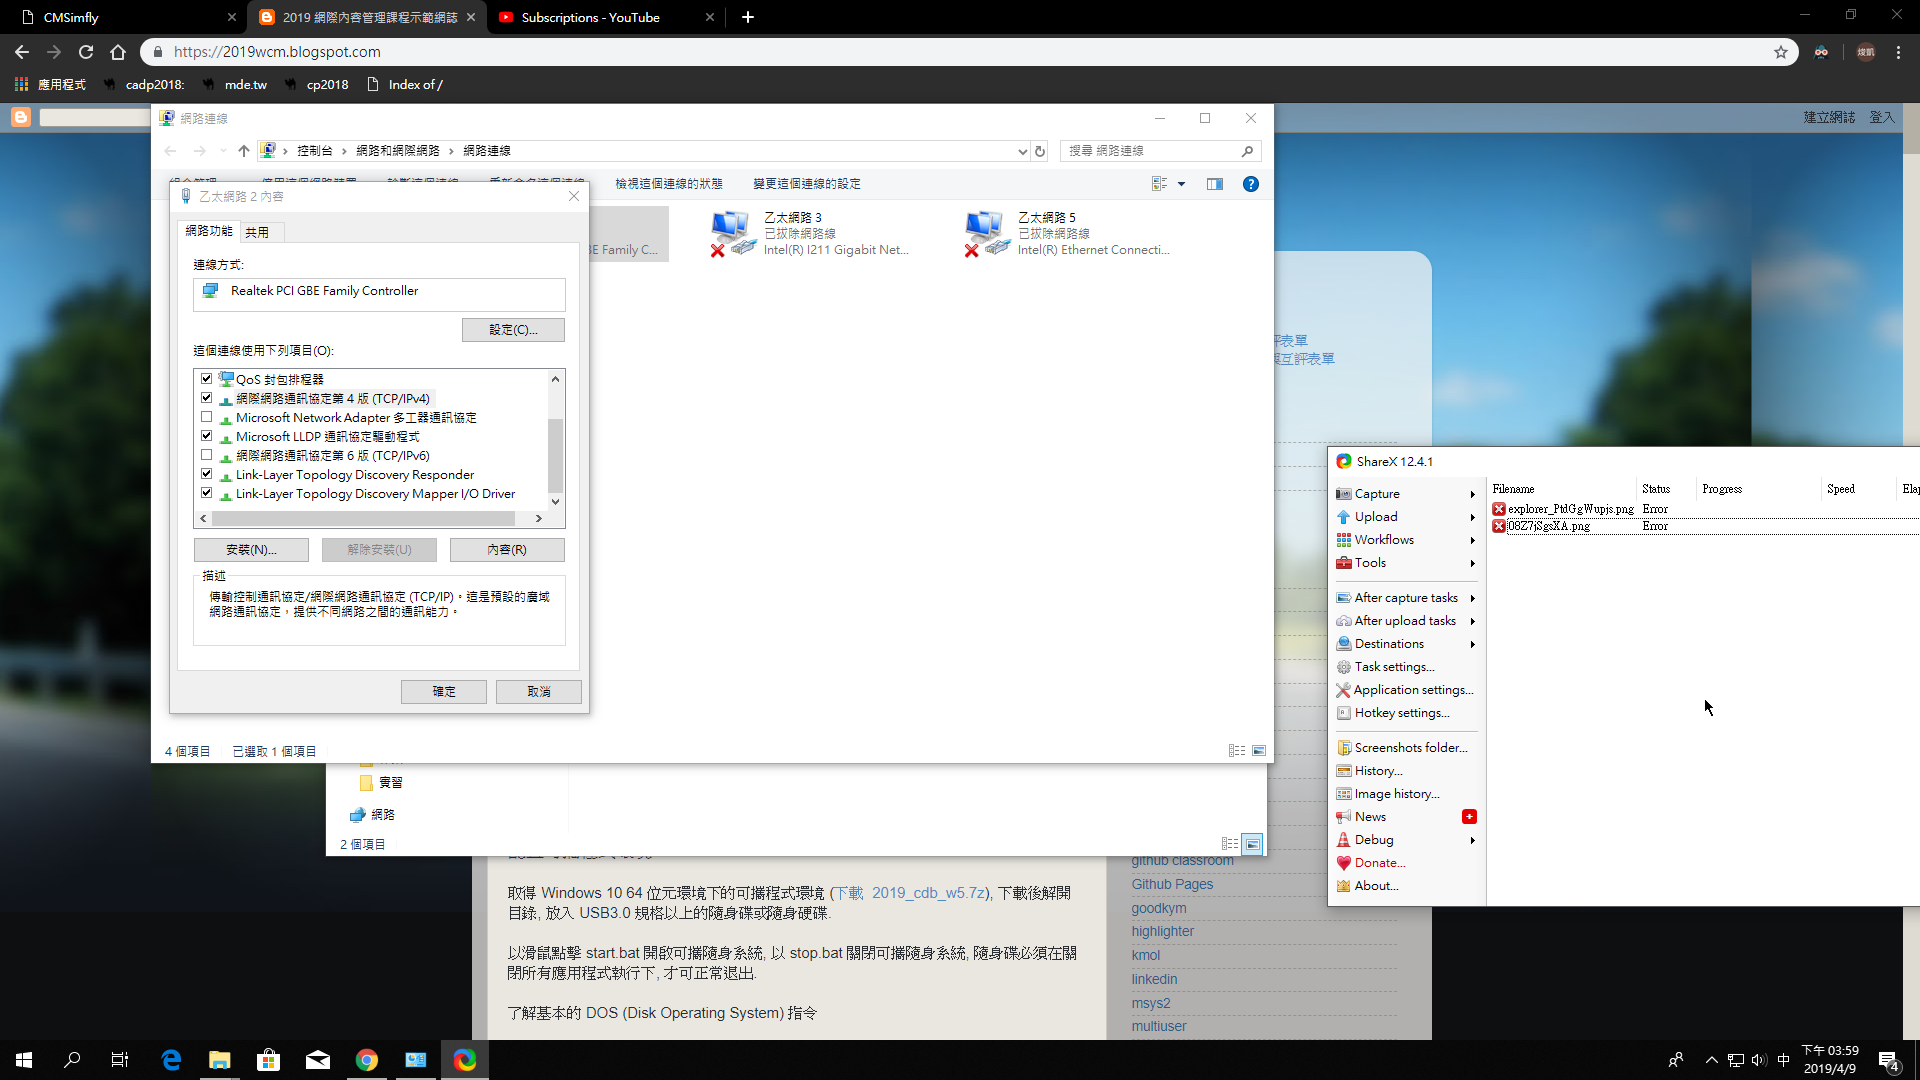 CMSimfly
2019 網際內容管理課程示範網誌
Subscriptions - YouTube
https://2019wcm.blogspot.com
應用程式
cadp2018:
mde.tw
cp2018
Index of /
建立網誌
登入
網路連線
控制台
網路和網際網路
網路連線
搜尋 網路連線
檢視這個連線的狀態
變更這個連線的設定
乙太網路 2 內容
網路功能
共用
連線方式:
Realtek PCI GBE Family Controller
設定(C)...
這個連線使用下列項目(O):
QoS 封包排程器
網際網路通訊協定第 4 版 (TCP/IPv4)
Microsoft Network Adapter 多工器通訊協定
Microsoft LLDP 通訊協定驅動程式
網際網路通訊協定第 6 版 (TCP/IPv6)
Link-Layer Topology Discovery Responder
Link-Layer Topology Discovery Mapper I/O Driver
安裝(N)...
解除安裝(U)
內容(R)
描述
傳輸控制通訊協定/網際網路通訊協定 (TCP/IP)。這是預設的廣域
網路通訊協定，提供不同網路之間的通訊能力。
確定
取消
BE Family C...
乙太網路 3
已拔除網路線
Intel(R) I211 Gigabit Net...
乙太網路 5
已拔除網路線
Intel(R) Ethernet Connecti...
4 個項目
已選取 1 個項目
評表單
互評表單
實習
網路
2 個項目
取得 Windows 10 64 位元環境下的可攜程式環境 (下載 2019_cdb_w5.7z), 下載後解開
目錄, 放入 USB3.0 規格以上的隨身碟或隨身硬碟.
以滑鼠點擊 start.bat 開啟可攜隨身系統, 以 stop.bat 關閉可攜隨身系統, 隨身碟必須在關
閉所有應用程式執行下, 才可正常退出.
了解基本的 DOS (Disk Operating System) 指令
github classroom
Github Pages
goodkym
highlighter
kmol
linkedin
msys2
multiuser
ShareX 12.4.1
Capture
Upload
Workflows
Tools
After capture tasks
After upload tasks
Destinations
Task settings...
Application settings...
Hotkey settings...
Screenshots folder...
History...
Image history...
News
Debug
Donate...
About...
Filename Status Progress Speed Elap
explorer_PtdGgWupjs.png Error
08Z7jSgsXA.png Error
中
下午 03:59
2019/4/9
4